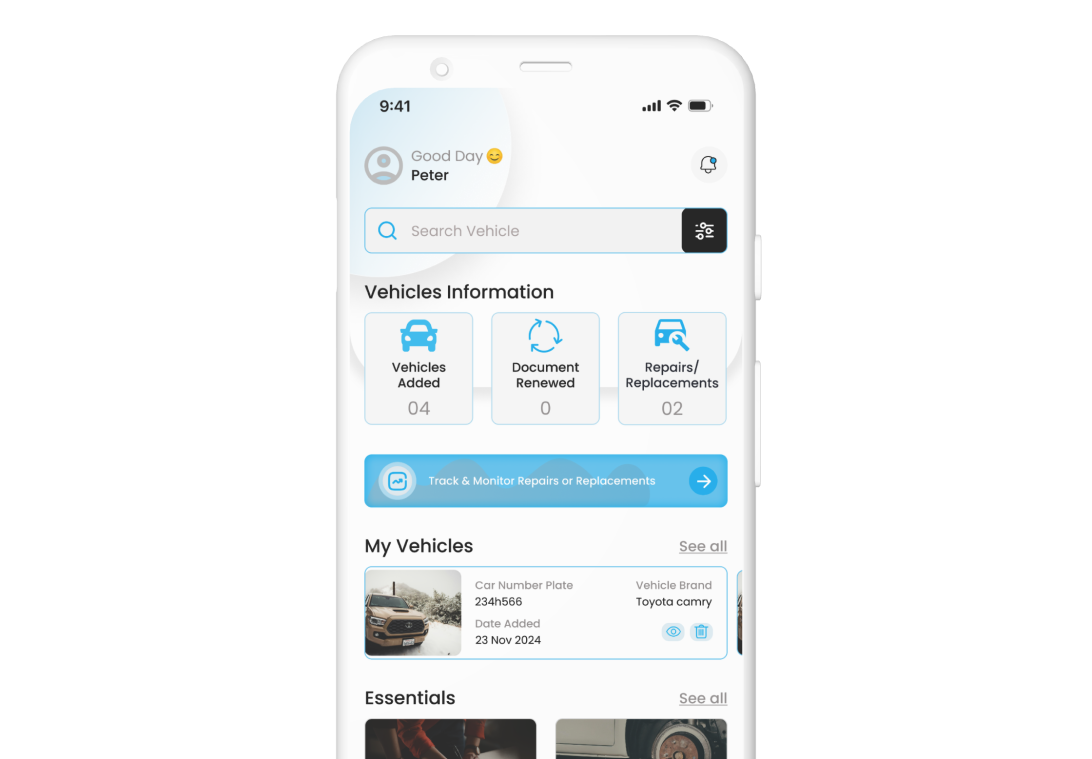 9:41
Good Day 😊
Peter
Search Vehicle
Vehicles Information
Vehicles
Added
04
Document
Renewed
0
Repairs/
Replacements
02
Track & Monitor Repairs or Replacements
My Vehicles
See all
Car Number Plate
234h566
Vehicle Brand
Toyota camry
Date Added
23 Nov 2024
Essentials
See all